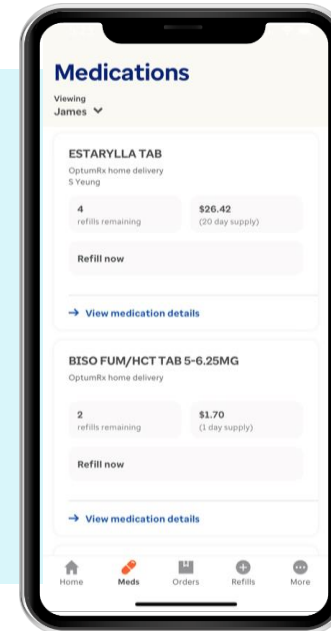 Medications
Viewing
James
ESTARYLLA TAB
OptumRx home delivery
S Yeung
4
refills remaining
$26.42
(20 day supply)
Refill now
→ View medication details
BISO FUM/HCT TAB 5-6.25MG
OptumRx home delivery
2
refills remaining
$1.70
(1 day supply)
Refill now
→ View medication details
Home
Meds
Orders
Refills
More